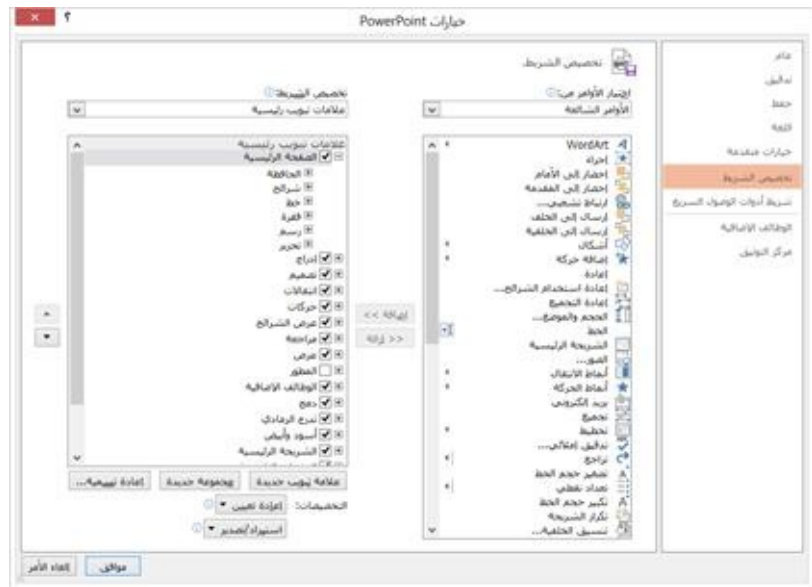 خيارات PowerPoint
؟
عام
تدقيق
حفظ
اللغة
خيارات متقدمة
تخصيص الشريط
شريط أدوات الوصول السريع
الوظائف الإضافية
مركز التوثيق
تخصيص الشريط.
اختيار الأوامر من:
الأوامر الشائعة
WordArt
إجراء
إحضار إلى الأمام
إحضار إلى المقدمة
ارتباط تشعبي...
إرسال إلى الخلف
إرسال إلى الخلفية
أشكال
إضافة حركة
إعادة
إعادة استخدام الشرائح...
إعادة التجميع
الحجم والموضع...
الخط
الشريحة الرئيسية
الصور...
أنماط الانتقال
أنماط الحركة
بريد إلكتروني
تجميع
تخطيط
تدقيق إملائي...
تراجع
تصغير حجم الخط
تعداد نقطي
تكبير حجم الخط
تكرار الشريحة
تنسيق الخلفية...
إضافة >>
<< إزالة
تخصيص الشريط:
علامات تبويب رئيسية
علامات تبويب رئيسية
الصفحة الرئيسية
الحافظة
شرائح
خط
فقرة
رسم
تحرير
إدراج
تصميم
انتقالات
حركات
عرض الشرائح
مراجعة
عرض
المطور
الوظائف الإضافية
دمج
تدرج الرمادي
أسود وأبيض
الشريحة الرئيسية
علامة تبويب جديدة
مجموعة جديدة
إعادة تسمية...
التخصيصات:
إعادة تعيين
استيراد/تصدير
موافق
إلغاء الأمر